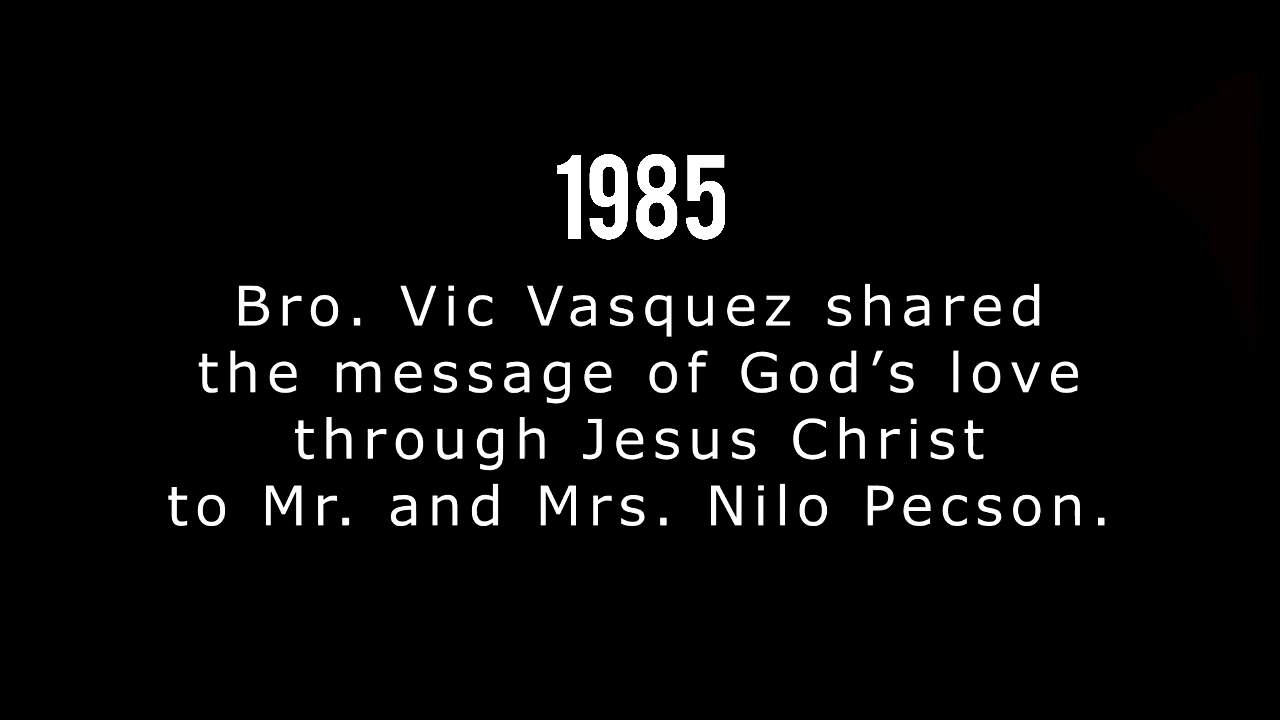 1985
Bro. Vic Vasquez shared
the message of God’s love
through Jesus Christ
to Mr. and Mrs. Nilo Pecson.